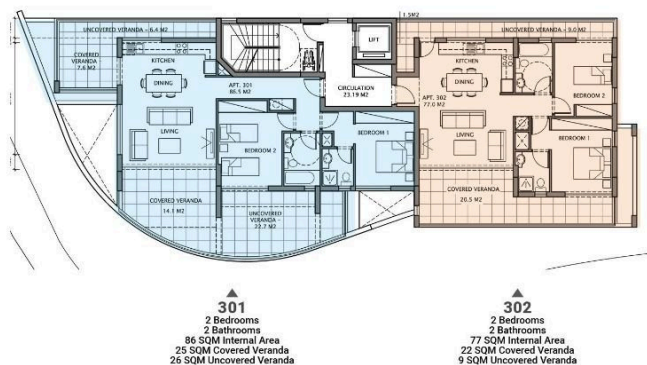 1.5M2
UNCOVERED VERANDA - 6.4 M2
UNCOVERED VERANDA - 9.0 M2
COVERED
VERANDA
7.6 M2
KITCHEN
LIFT
KITCHEN
DINING
APT. 301
86.5 M2
CIRCULATION
23.19 M2
DINING
APT. 302
77.0 M2
BEDROOM 2
LIVING
BEDROOM 2
BEDROOM 1
LIVING
BEDROOM 1
COVERED VERANDA
14.1 M2
UNCOVERED
VERANDA -
22.7 M2
COVERED VERANDA
20.5 M2
301
2 Bedrooms
2 Bathrooms
86 SQM Internal Area
25 SQM Covered Veranda
26 SQM Uncovered Veranda
302
2 Bedrooms
2 Bathrooms
77 SQM Internal Area
22 SQM Covered Veranda
9 SQM Uncovered Veranda